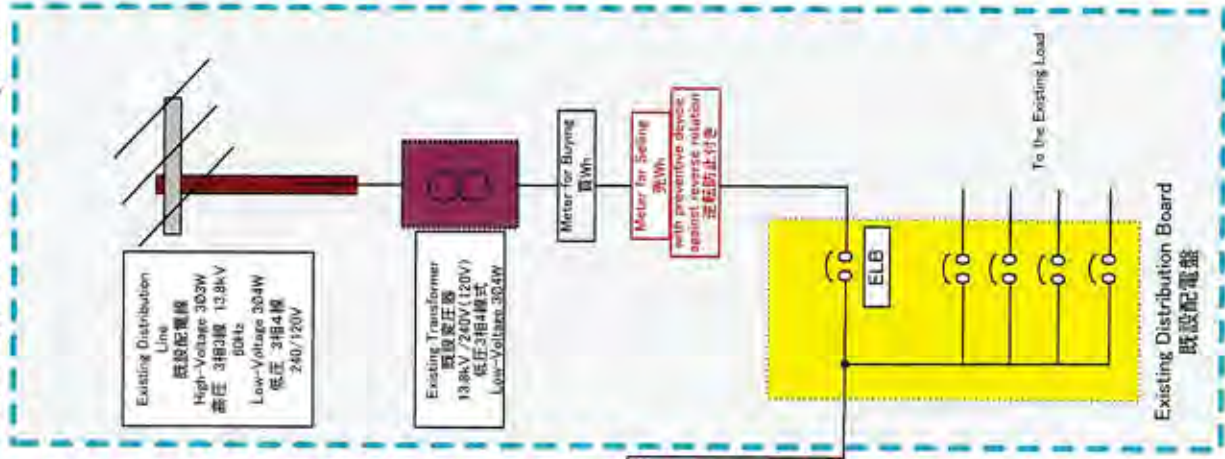 Existing Distribution
Line
既設配電線
High-Voltage 3Ø3W
高圧 3相3線 13.8kV
60Hz
Low-Voltage 3Ø4W
低圧 3相4線
240/120V
Existing Transformer
既設変圧器
13.8kV/240V(120V)
低圧3相4線式
Low-Voltage 3Ø4W
Meter for Buying
買Wh
Meter for Selling
売Wh
with preventive device
against reverse rotation
逆転防止付き
ELB
To the Existing Load
Existing Distribution Board
既設配電盤